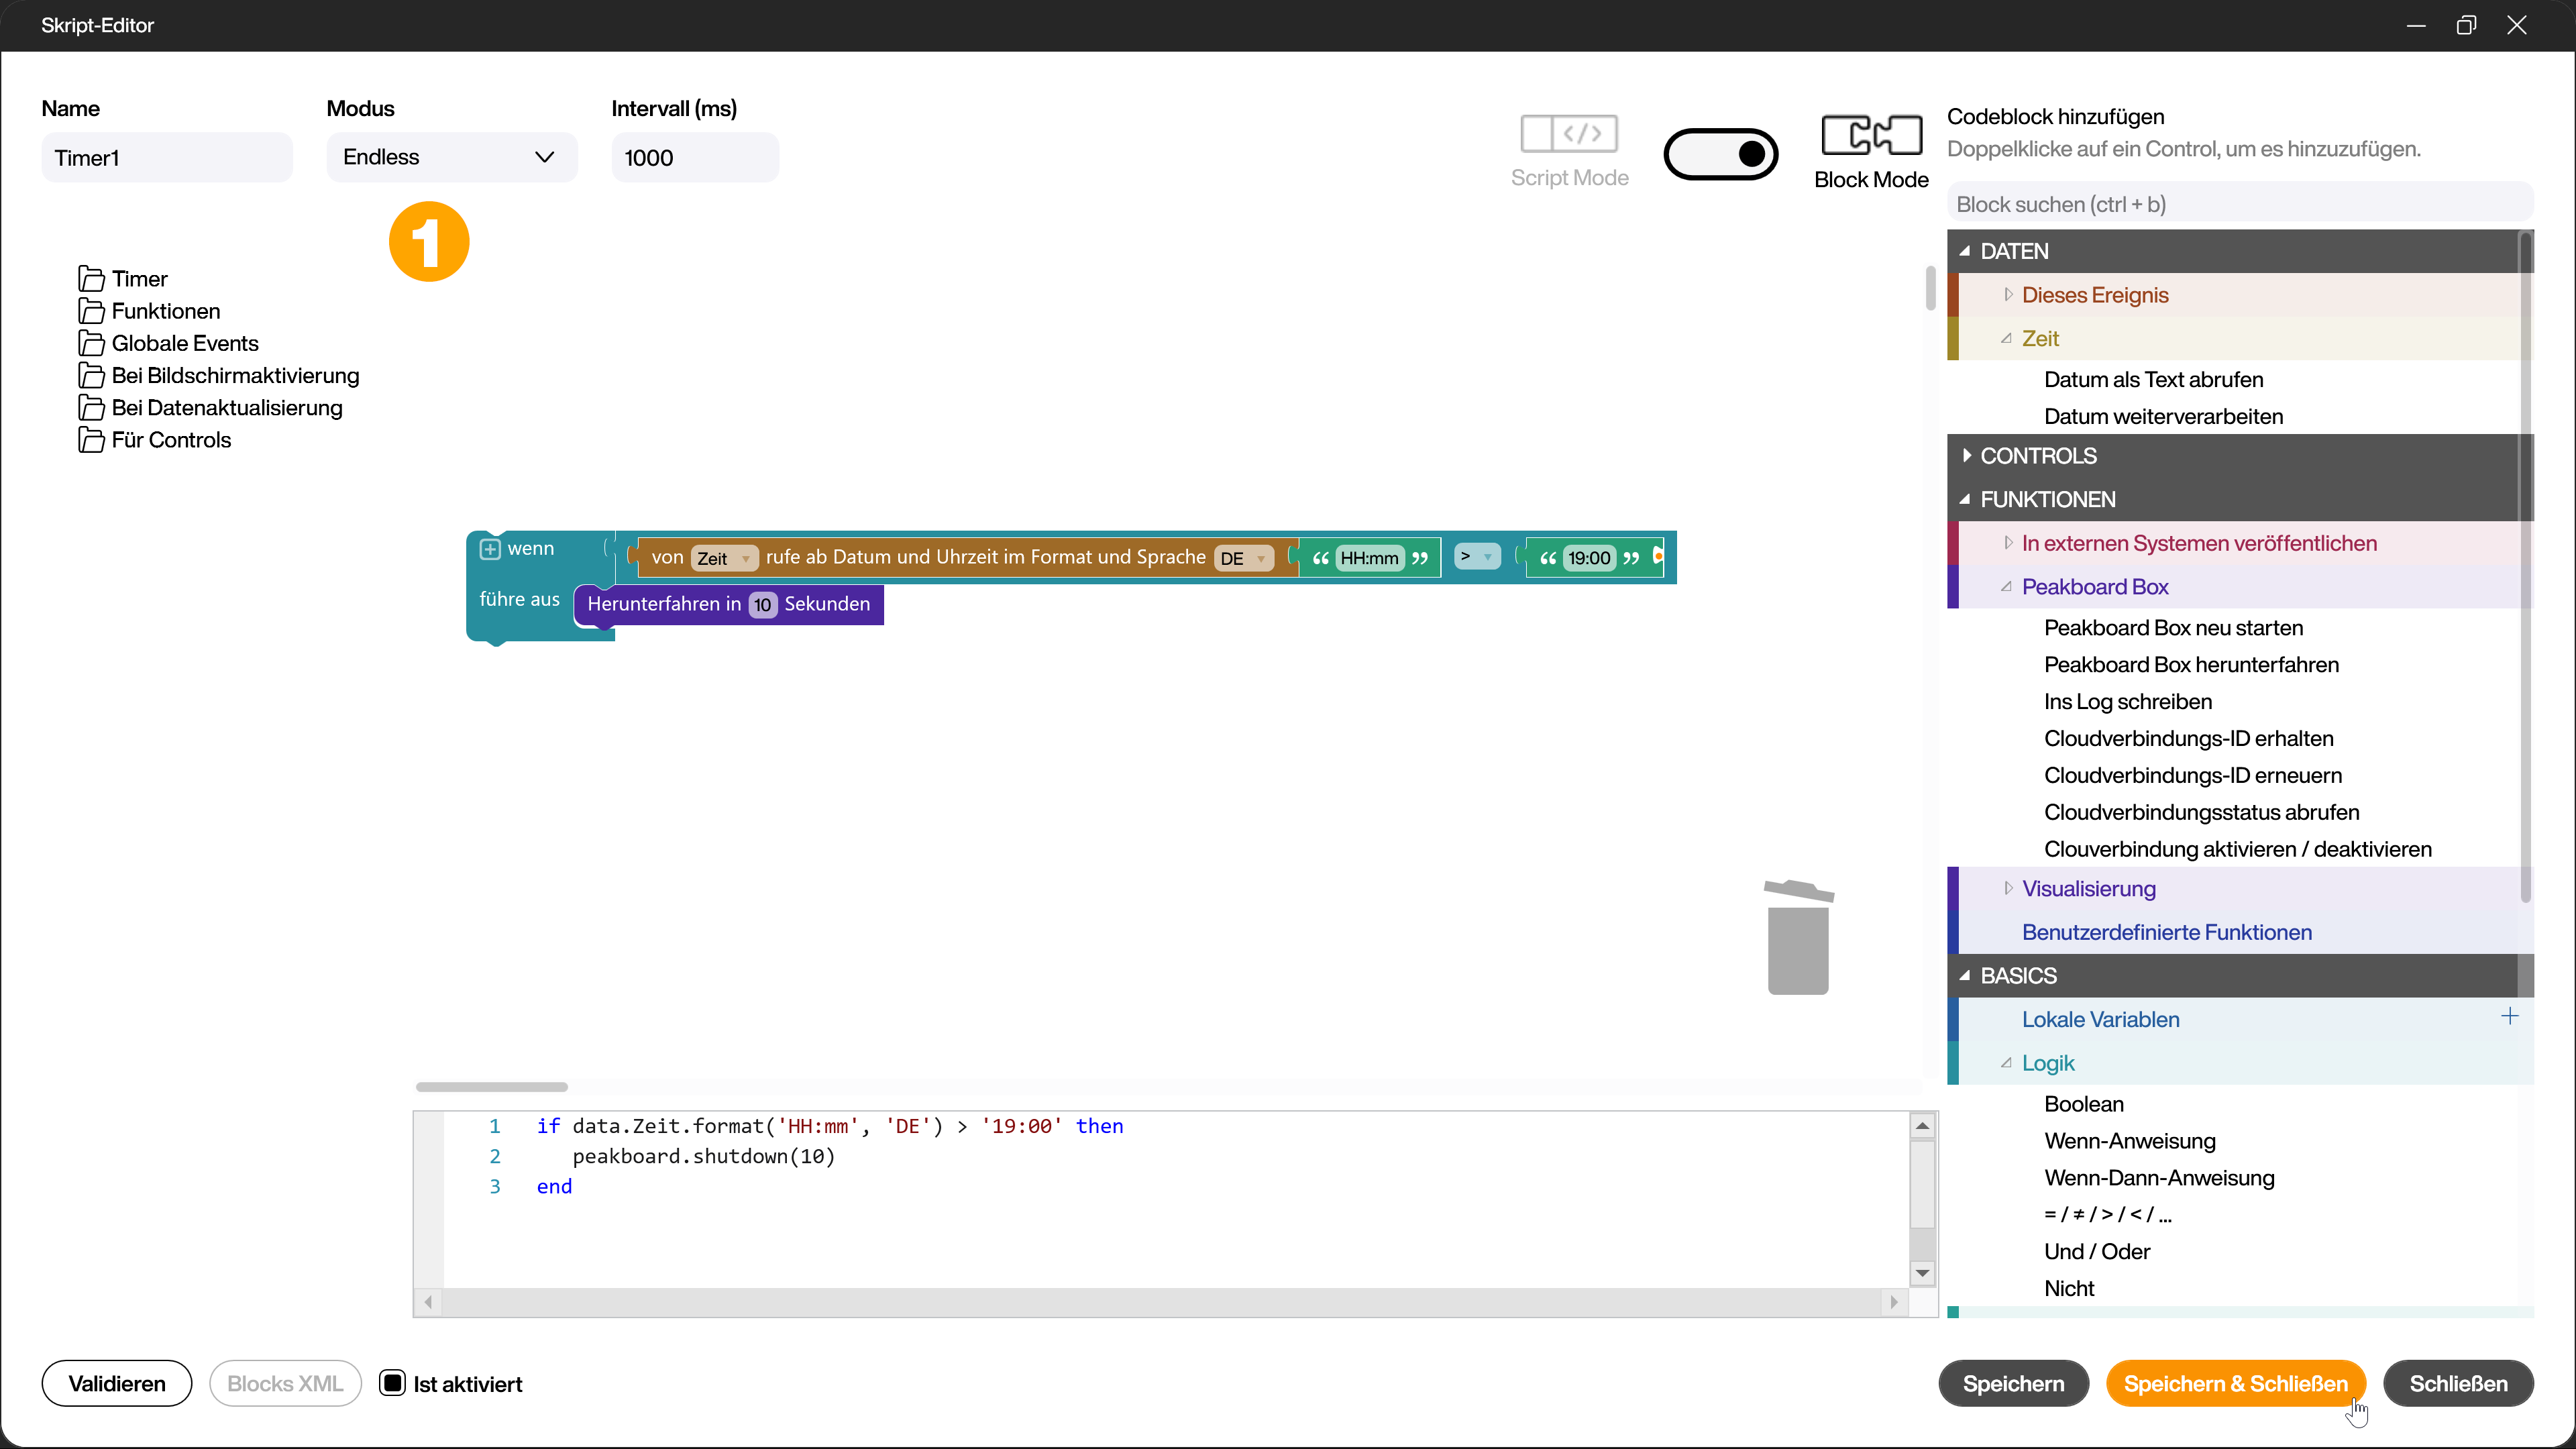 Skript-Editor
Name
Modus
Intervall (ms)
Timer1
Endless
1000
1
Script Mode
Block Mode
Timer
Funktionen
Globale Events
Bei Bildschirmaktivierung
Bei Datenaktualisierung
Für Controls
wenn
von Zeit rufe ab Datum und Uhrzeit im Format und Sprache DE “ HH:mm ” > “ 19:00 ”
führe aus Herunterfahren in 10 Sekunden
1 if data.Zeit.format('HH:mm', 'DE') > '19:00' then
2 peakboard.shutdown(10)
3 end
Codeblock hinzufügen
Doppelklicke auf ein Control, um es hinzuzufügen.
Block suchen (ctrl + b)
DATEN
Dieses Ereignis
Zeit
Datum als Text abrufen
Datum weiterverarbeiten
CONTROLS
FUNKTIONEN
In externen Systemen veröffentlichen
Peakboard Box
Peakboard Box neu starten
Peakboard Box herunterfahren
Ins Log schreiben
Cloudverbindungs-ID erhalten
Cloudverbindungs-ID erneuern
Cloudverbindungsstatus abrufen
Clouverbindung aktivieren / deaktivieren
Visualisierung
Benutzerdefinierte Funktionen
BASICS
Lokale Variablen
Logik
Boolean
Wenn-Anweisung
Wenn-Dann-Anweisung
= / ≠ / > / < / ...
Und / Oder
Nicht
Validieren
Blocks XML
Ist aktiviert
Speichern
Speichern & Schließen
Schließen